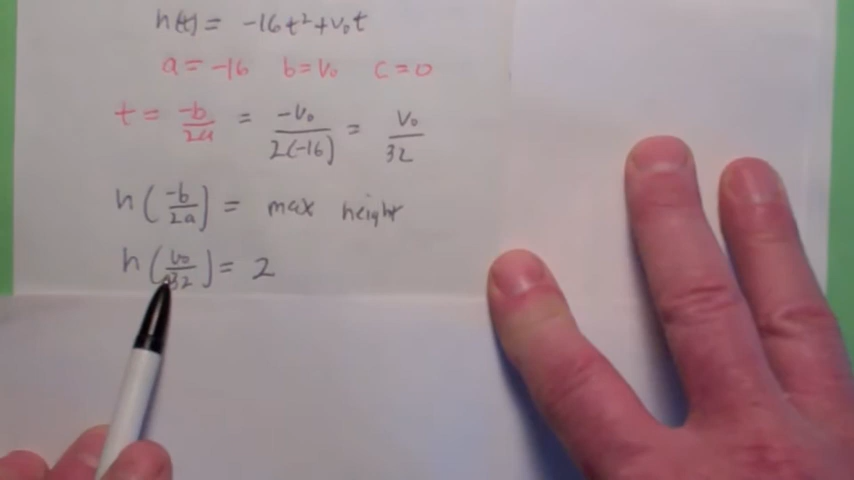 h(t) = -16t² + v₀t
a = -16 b = v₀ c = 0
t = -b/2a = -v₀/2(-16) = v₀/32
h(-b/2a) = max height
h(v₀/32) = 2